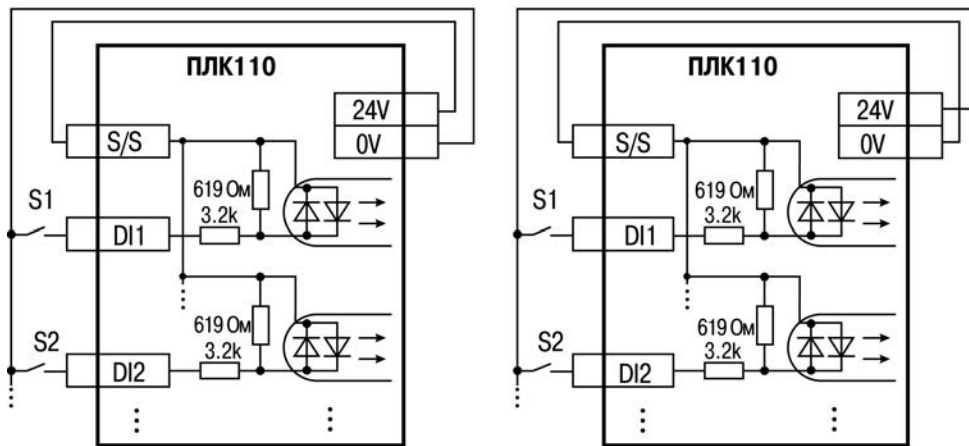 ПЛК110
24V
0V
S/S
619 Ом
3.2k
S1
DI1
619 Ом
3.2k
S2
DI2
ПЛК110
24V
0V
S/S
619 Ом
3.2k
S1
DI1
619 Ом
3.2k
S2
DI2